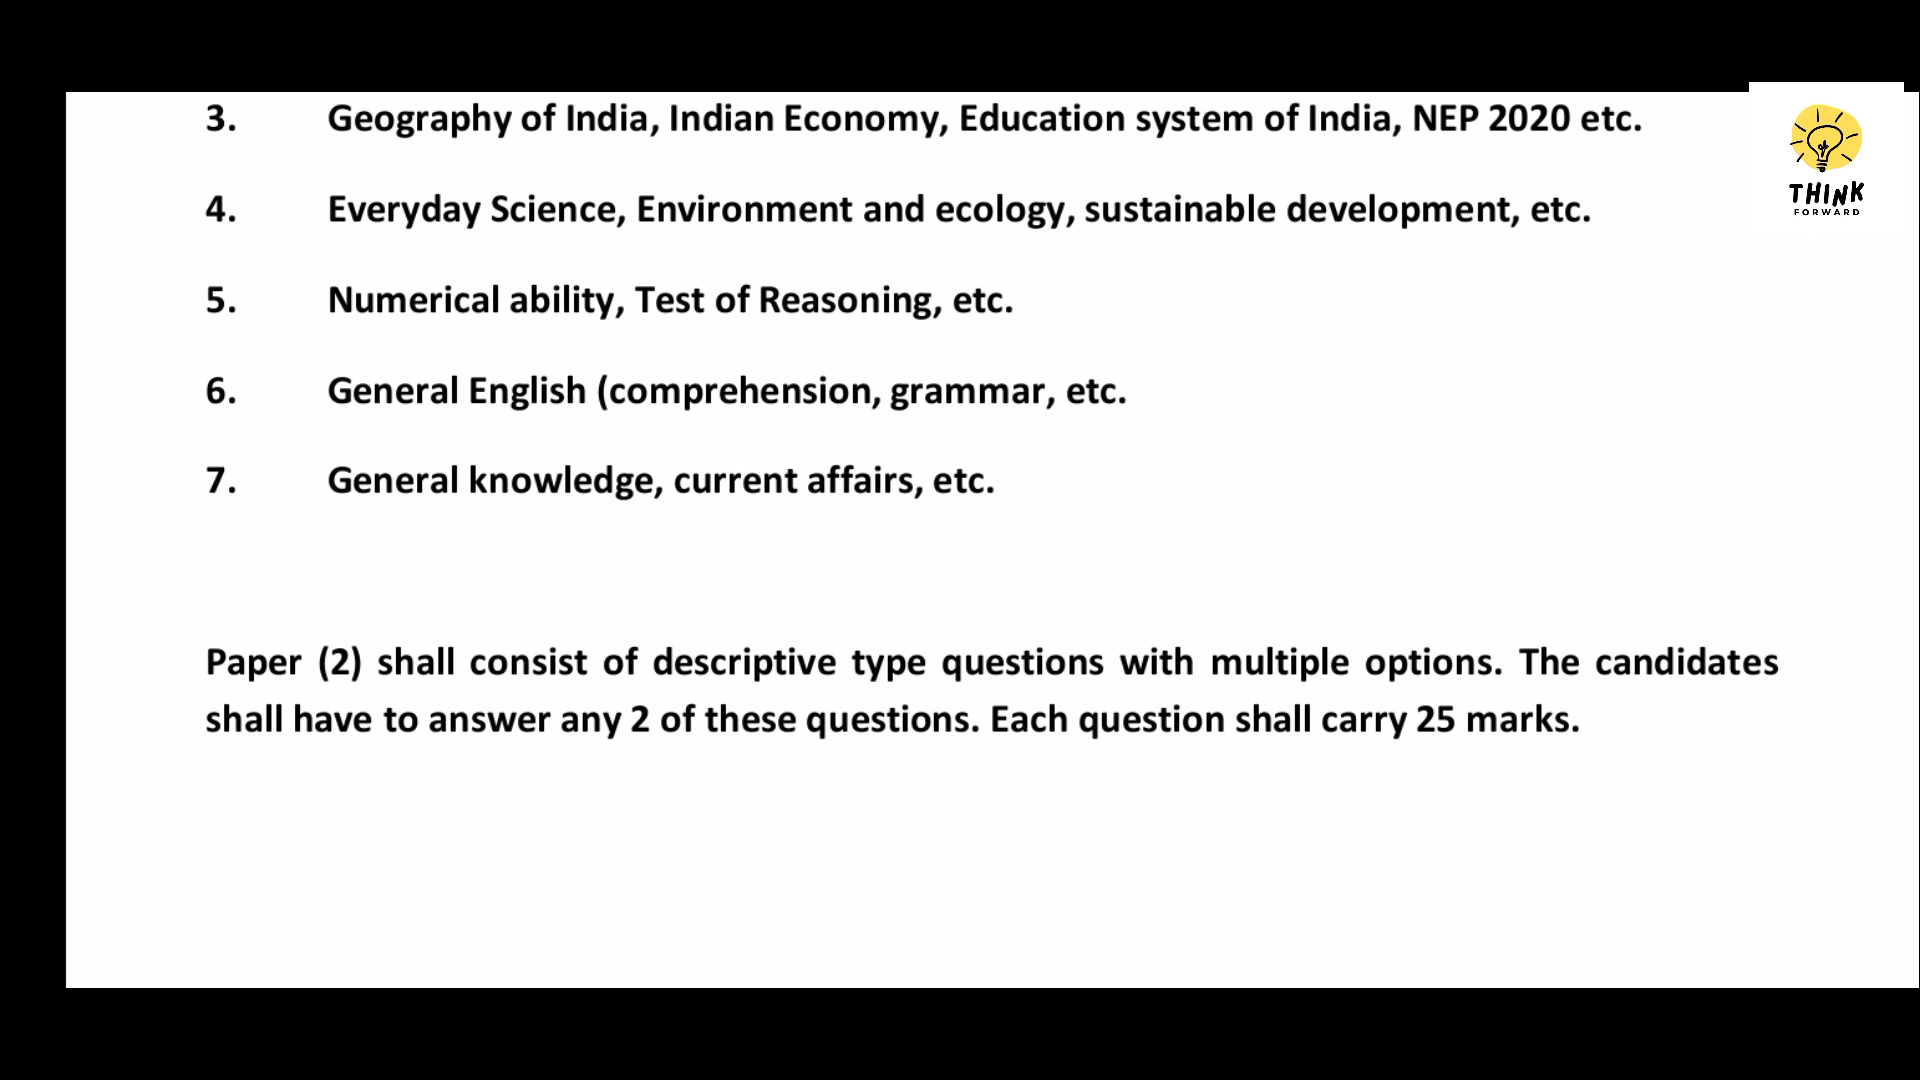 3. Geography of India, Indian Economy, Education system of India, NEP 2020 etc.
THINK
FORWARD
4. Everyday Science, Environment and ecology, sustainable development, etc.
5. Numerical ability, Test of Reasoning, etc.
6. General English (comprehension, grammar, etc.
7. General knowledge, current affairs, etc.
Paper (2) shall consist of descriptive type questions with multiple options. The candidates
shall have to answer any 2 of these questions. Each question shall carry 25 marks.